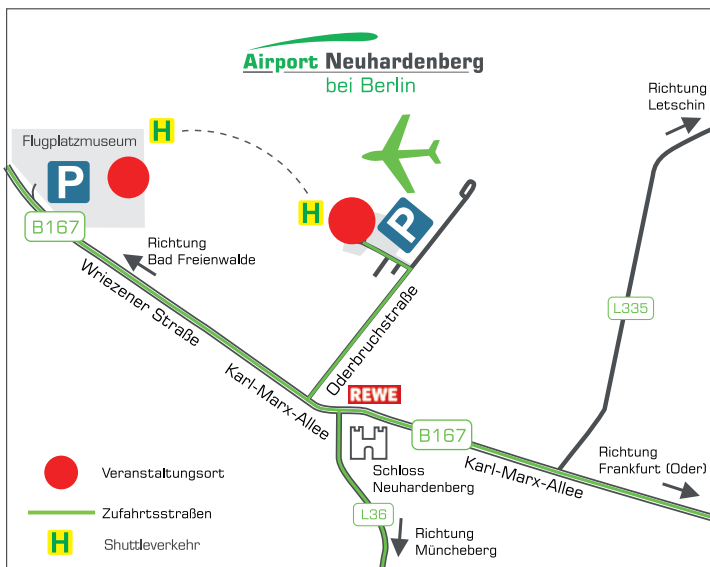 Airport Neuhardenberg
bei Berlin
Richtung
Letschin
Flugplatzmuseum
H
P
H
P
B167
Richtung
Bad Freienwalde
Wriezener Straße
Oderbruchstraße
L335
Karl-Marx-Allee
REWE
B167
Karl-Marx-Allee
Schloss
Neuhardenberg
Richtung
Frankfurt (Oder)
L36
Richtung
Müncheberg
Veranstaltungsort
Zufahrtsstraßen
H
Shuttleverkehr